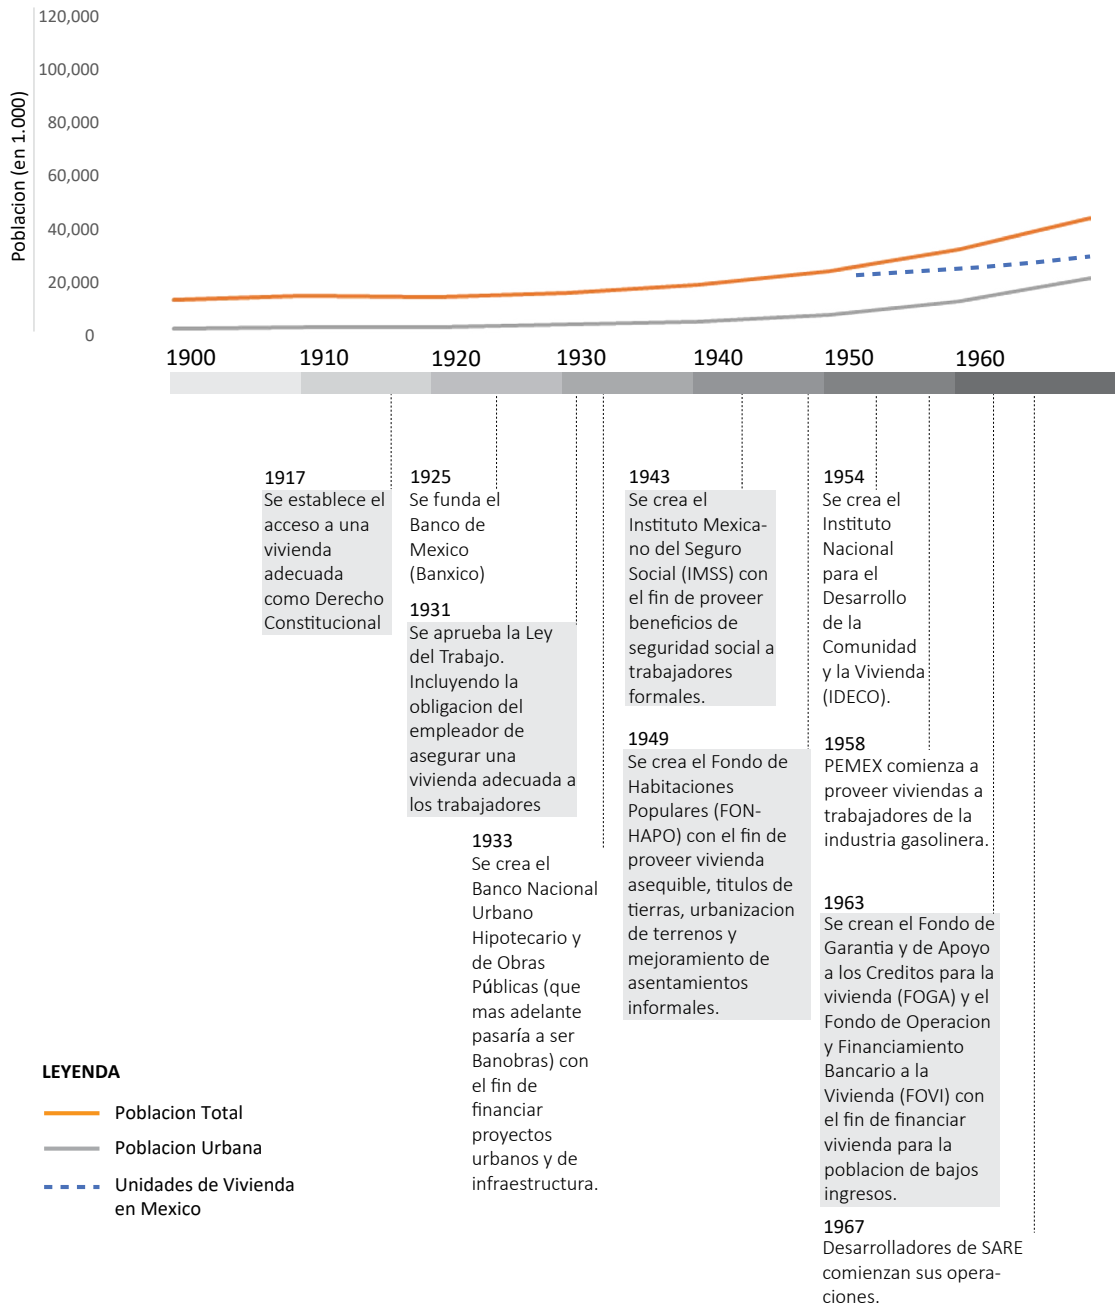 120,000
100,000
80,000
60,000
40,000
20,000
0
Poblacion (en 1.000)
1900
1910
1920
1930
1940
1950
1960
1917
Se establece el
acceso a una
vivienda
adecuada
como Derecho
Constitucional
1925
Se funda el
Banco de
Mexico
(Banxico)
1931
Se aprueba la Ley
del Trabajo.
Incluyendo la
obligacion del
empleador de
asegurar una
vivienda adecuada a
los trabajadores
1933
Se crea el
Banco Nacional
Urbano
Hipotecario y
de Obras
Públicas (que
mas adelante
pasaría a ser
Banobras) con
el fin de
financiar
proyectos
urbanos y de
infraestructura.
1943
Se crea el
Instituto Mexica-
no del Seguro
Social (IMSS) con
el fin de proveer
beneficios de
seguridad social a
trabajadores
formales.
1949
Se crea el Fondo de
Habitaciones
Populares (FON-
HAPO) con el fin de
proveer vivienda
asequible, titulos de
tierras, urbanizacion
de terrenos y
mejoramiento de
asentamientos
informales.
1954
Se crea el
Instituto
Nacional
para el
Desarrollo
de la
Comunidad
y la Vivienda
(IDECO).
1958
PEMEX comienza a
proveer viviendas a
trabajadores de la
industria gasolinera.
1963
Se crean el Fondo de
Garantia y de Apoyo
a los Creditos para la
vivienda (FOGA) y el
Fondo de Operacion
y Financiamiento
Bancario a la
Vivienda (FOVI) con
el fin de financiar
vivienda para la
poblacion de bajos
ingresos.
1967
Desarrolladores de SARE
comienzan sus opera-
ciones.
LEYENDA
Poblacion Total
Poblacion Urbana
Unidades de Vivienda
en Mexico